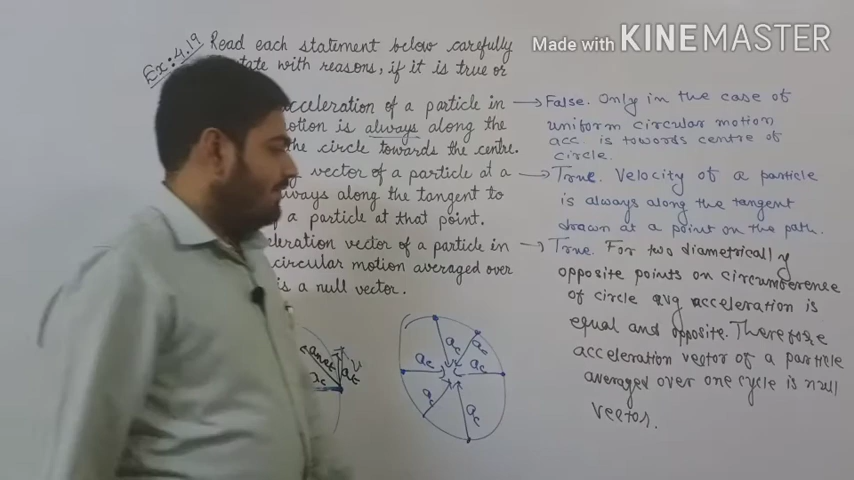 Ex:4.19
Read each statement below carefully
tate with reasons, if it is true or
acceleration of a particle in
otion is always along the
the circle towards the centre.
vector of a particle at a
ways along the tangent to
f a particle at that point.
eleration vector of a particle in
circular motion averaged over
is a null vector.
Made with KINEMASTER
False. Only in the case of
uniform circular motion
acc. is towards centre of
circle.
True. Velocity of a particle
is always along the tangent
drawn at a point on the path.
True. For two diametrically
opposite points on circumference
of circle avg acceleration is
equal and opposite. Therefore
acceleration vector of a particle
averaged over one cycle is null
vector.
anet
at
v
ac
ac
ac
ac
ac
ac
ac